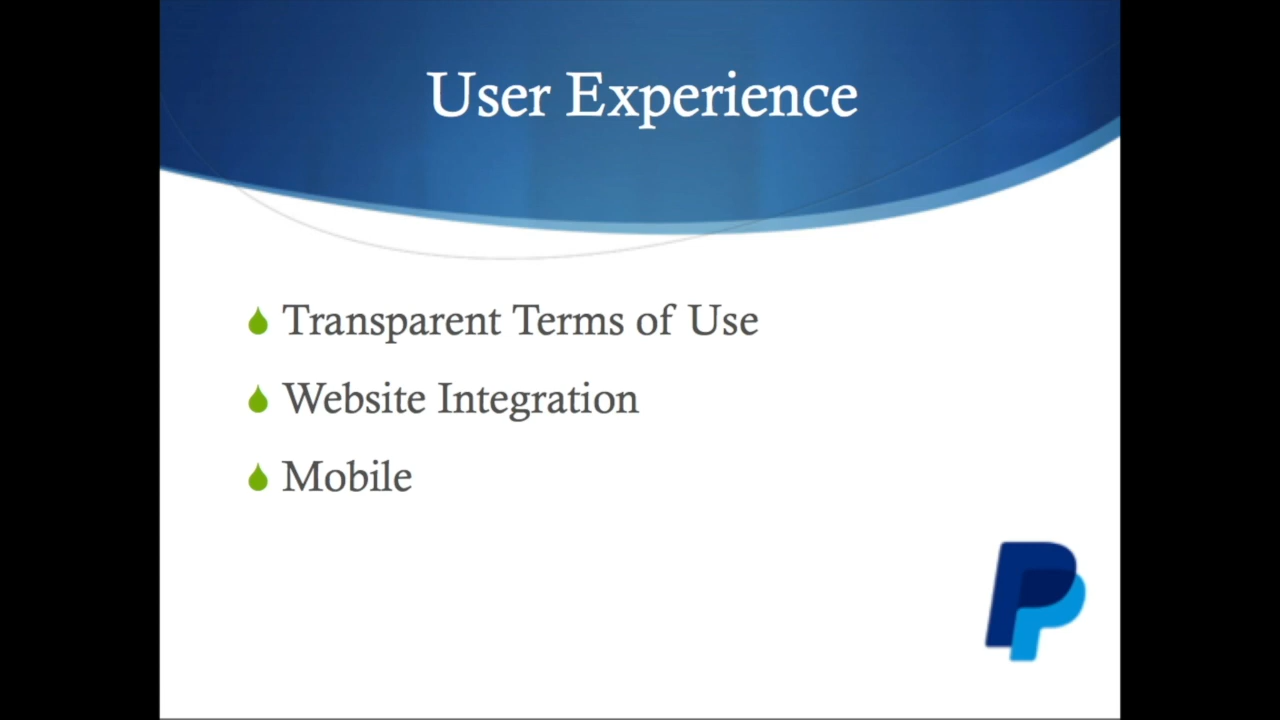 User Experience
Transparent Terms of Use
Website Integration
Mobile